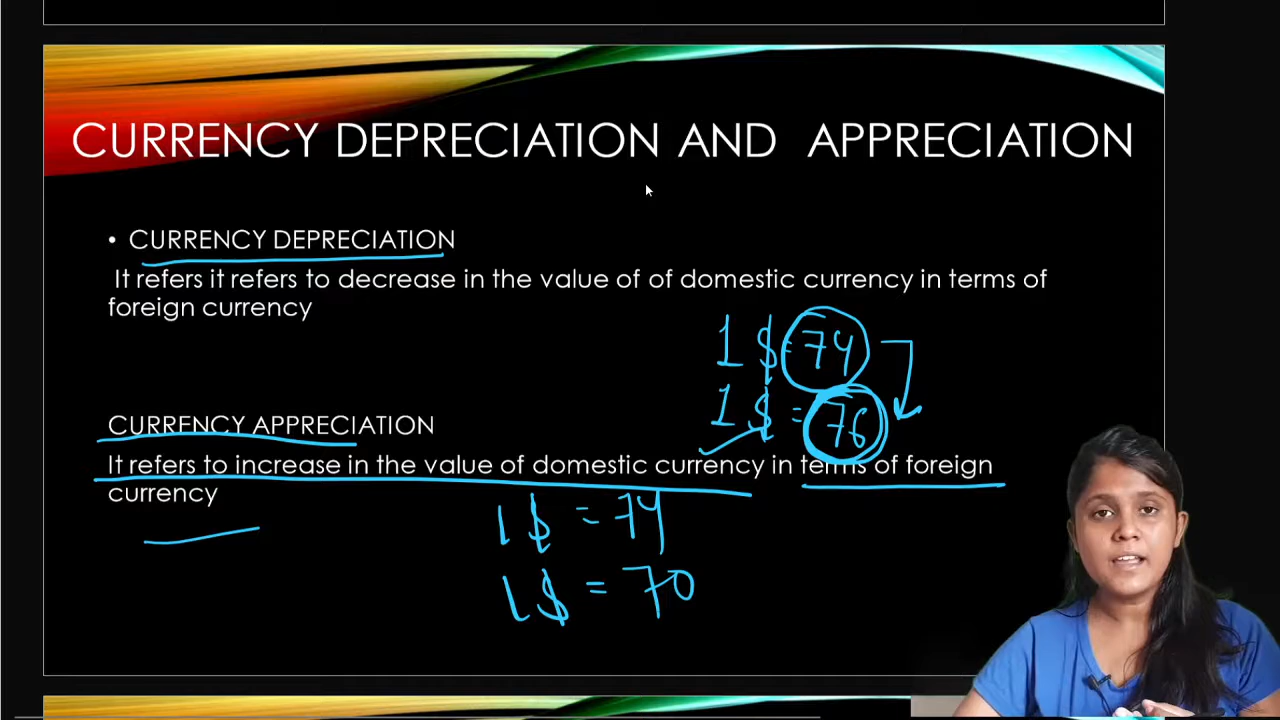 CURRENCY DEPRECIATION AND APPRECIATION
• CURRENCY DEPRECIATION
It refers it refers to decrease in the value of of domestic currency in terms of
foreign currency
1 $ = 74
1 $ = 76
CURRENCY APPRECIATION
It refers to increase in the value of domestic currency in terms of foreign
currency
1 $ = 74
1 $ = 70